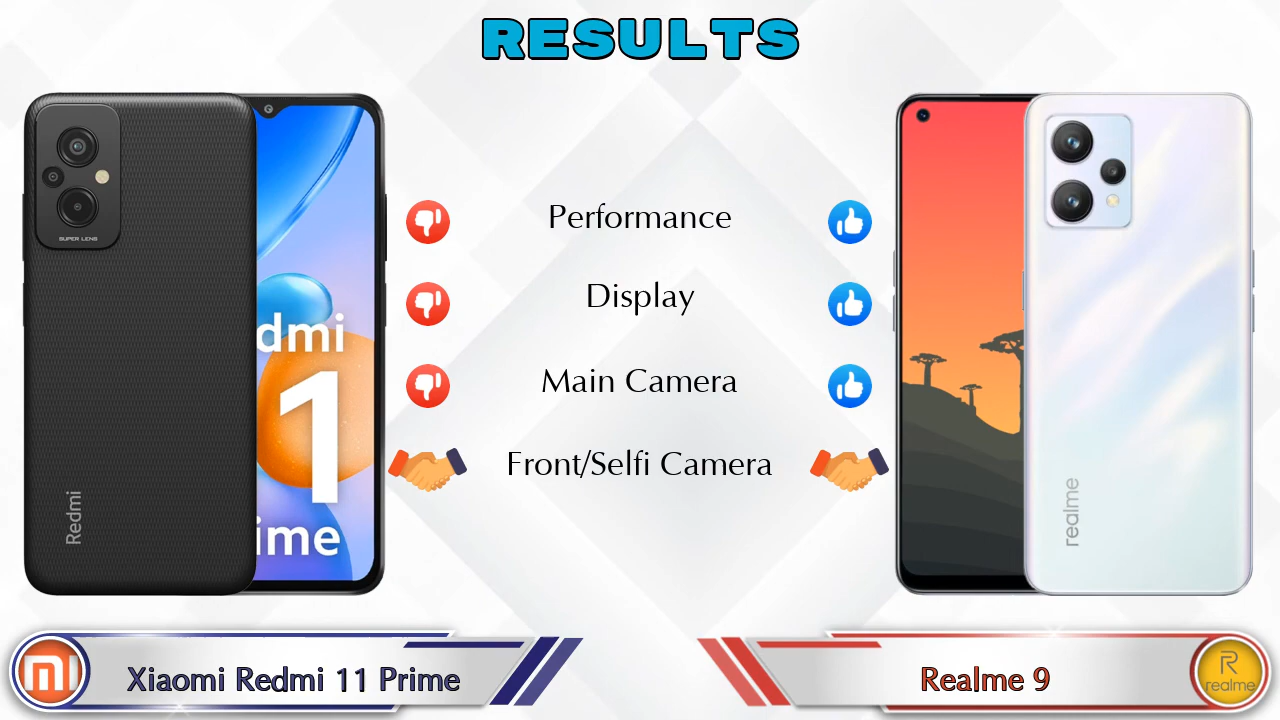 RESULTS
SUPER LENS
Redmi
dmi
1
ime
Performance
Display
Main Camera
Front/Selfi Camera
realme
mi
Xiaomi Redmi 11 Prime
Realme 9
R
realme